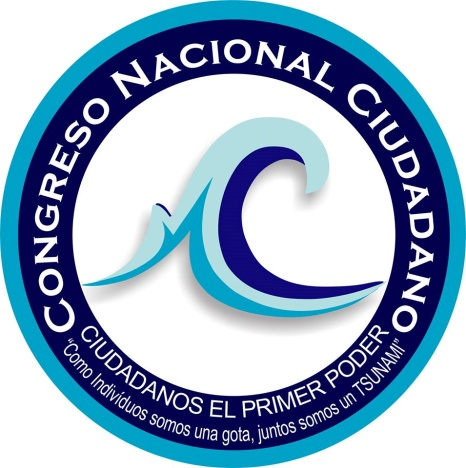 CONGRESO NACIONAL CIUDADANO
CIUDADANOS EL PRIMER PODER
"Como Individuos somos una gota, juntos somos un TSUNAMI"